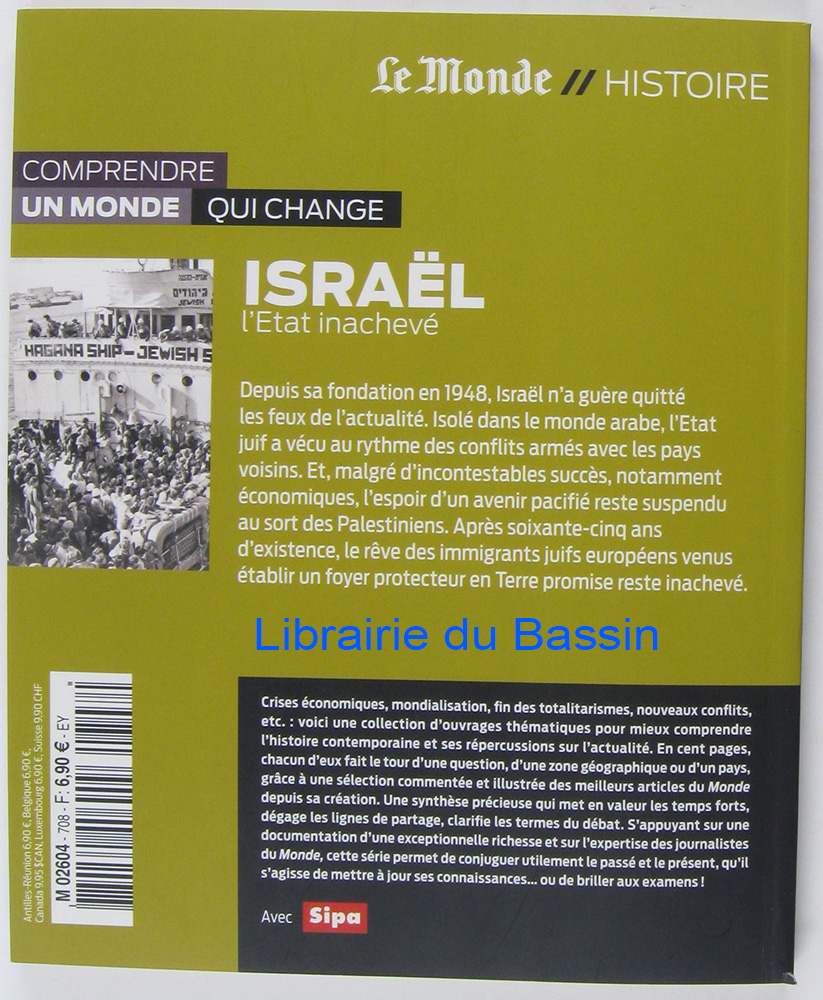 Le Monde // HISTOIRE
COMPRENDRE
UN MONDE QUI CHANGE
ISRAËL
l'Etat inachevé
היהודים
JEWISH
HAGANA SHIP – JEWISH S
Depuis sa fondation en 1948, Israël n'a guère quitté
les feux de l'actualité. Isolé dans le monde arabe, l'Etat
juif a vécu au rythme des conflits armés avec les pays
voisins. Et, malgré d'incontestables succès, notamment
économiques, l'espoir d'un avenir pacifié reste suspendu
au sort des Palestiniens. Après soixante-cinq ans
d'existence, le rêve des immigrants juifs européens venus
établir un foyer protecteur en Terre promise reste inachevé.
Librairie du Bassin
Crises économiques, mondialisation, fin des totalitarismes, nouveaux conflits,
etc. : voici une collection d'ouvrages thématiques pour mieux comprendre
l'histoire contemporaine et ses répercussions sur l'actualité. En cent pages,
chacun d'eux fait le tour d'une question, d'une zone géographique ou d'un pays,
grâce à une sélection commentée et illustrée des meilleurs articles du Monde
depuis sa création. Une synthèse précieuse qui met en valeur les temps forts,
dégage les lignes de partage, clarifie les termes du débat. S'appuyant sur une
documentation d'une exceptionnelle richesse et sur l'expertise des journalistes
du Monde, cette série permet de conjuguer utilement le passé et le présent, qu'il
s'agisse de mettre à jour ses connaissances... ou de briller aux examens !
Avec Sipa
Antilles-Réunion 6,90 €, Belgique 6,90 €,
Canada 9,95 $CAN, Luxembourg 6,90 €, Suisse 9,90 CHF
M 02604 - 708 - F: 6,90 € - EY